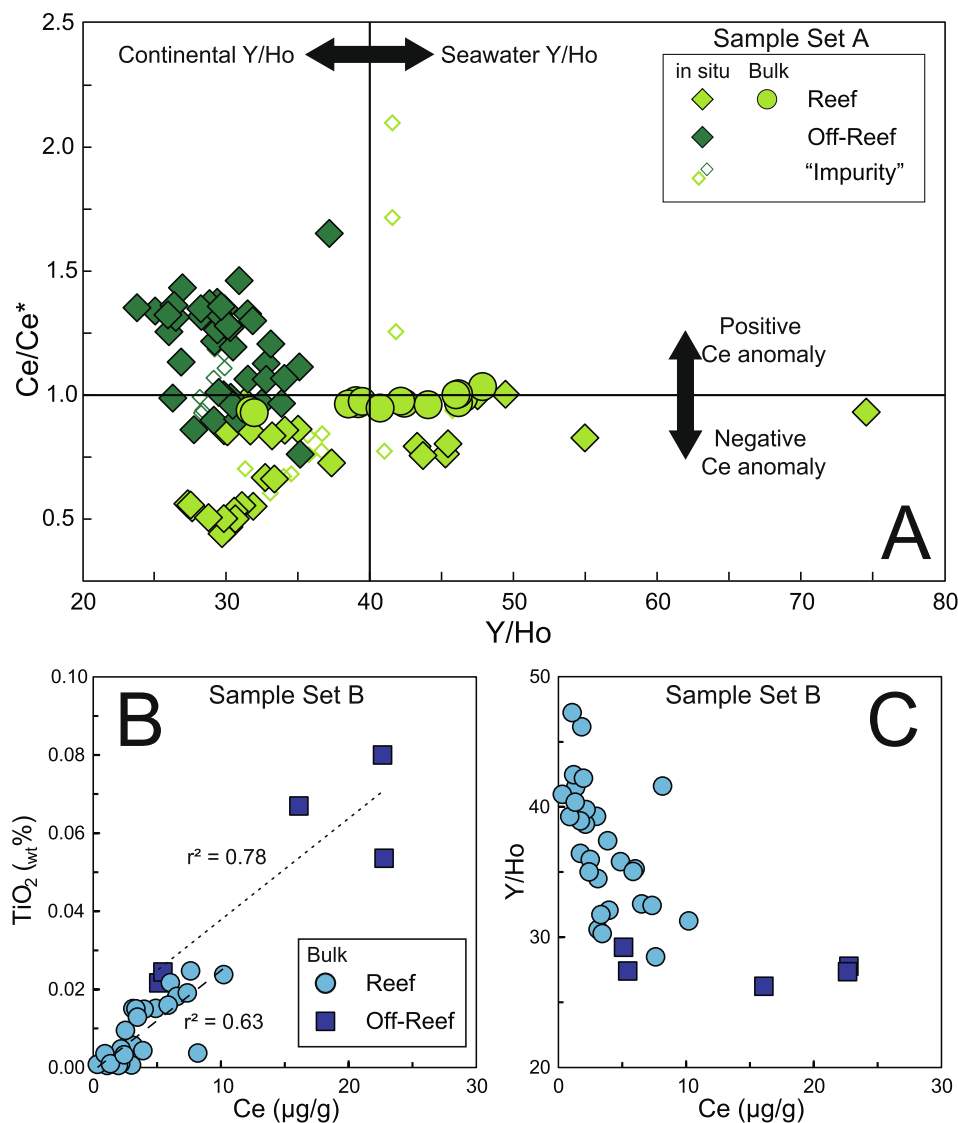 Continental Y/Ho
Seawater Y/Ho
Sample Set A
in situ
Bulk
Reef
Off-Reef
“Impurity”
2.5
2.0
1.5
1.0
0.5
Ce/Ce*
Positive
Ce anomaly
Negative
Ce anomaly
A
20
30
40
50
60
70
80
Y/Ho
B
Sample Set B
0.10
0.08
0.06
0.04
0.02
0.00
TiO₂ (wt%)
r² = 0.78
r² = 0.63
Bulk
Reef
Off-Reef
0
10
20
30
Ce (µg/g)
C
Sample Set B
50
40
30
20
Y/Ho
0
10
20
30
Ce (µg/g)